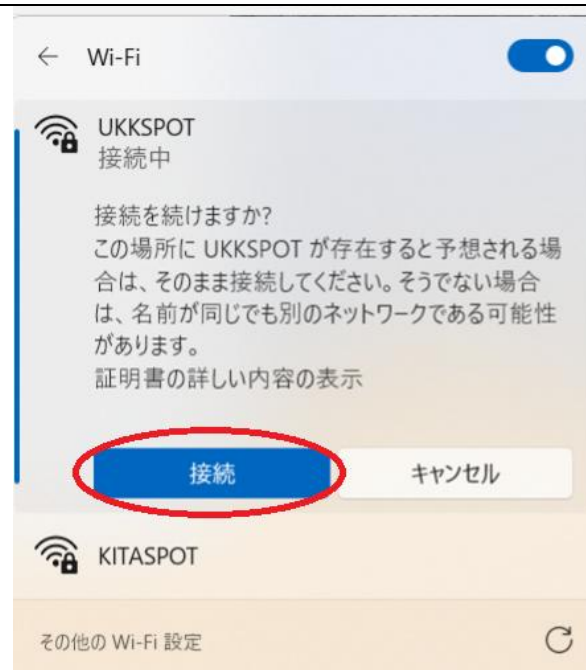 ← Wi-Fi
UKKSPOT
接続中
接続を続けますか?
この場所に UKKSPOT が存在すると予想される場
合は、そのまま接続してください。そうでない場合
は、名前が同じでも別のネットワークである可能性
があります。
証明書の詳しい内容の表示
接続 キャンセル
KITASPOT
その他の Wi-Fi 設定